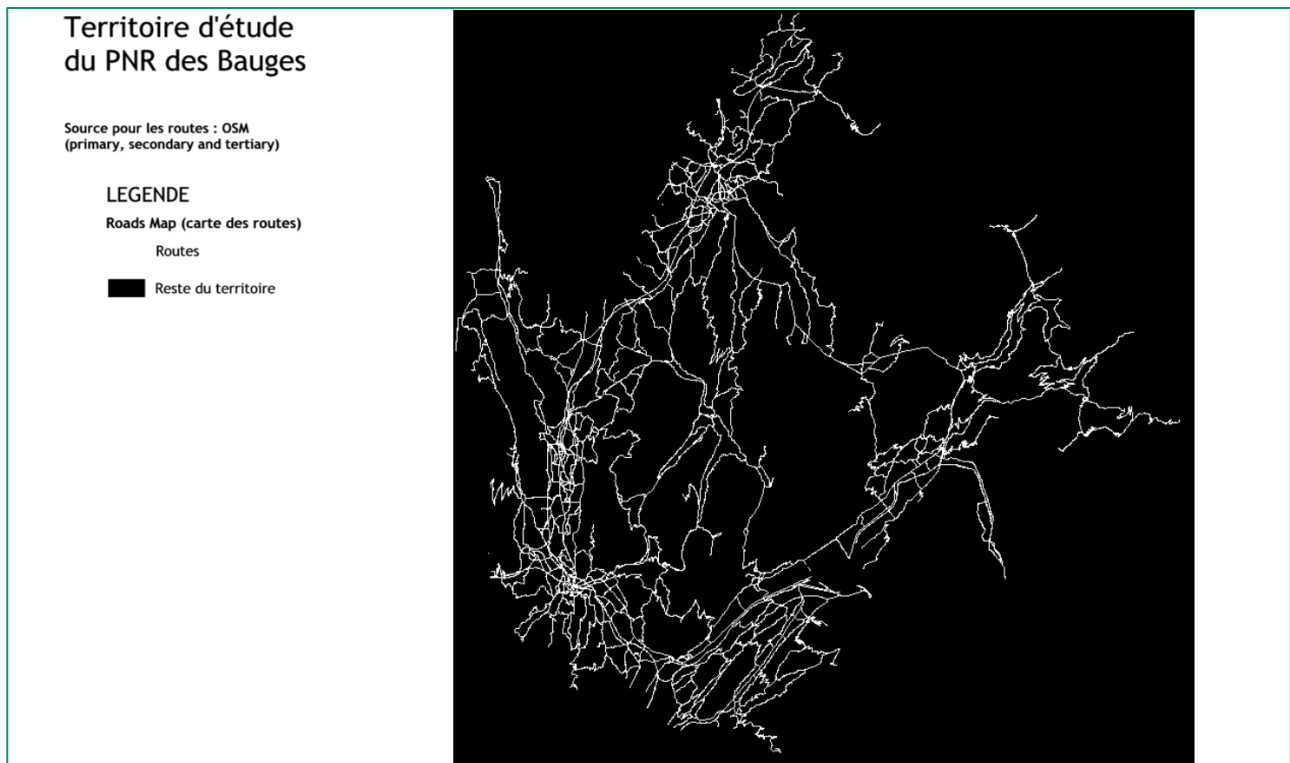 Territoire d'étude
du PNR des Bauges
Source pour les routes : OSM
(primary, secondary and tertiary)
LEGENDE
Roads Map (carte des routes)
Routes
Reste du territoire